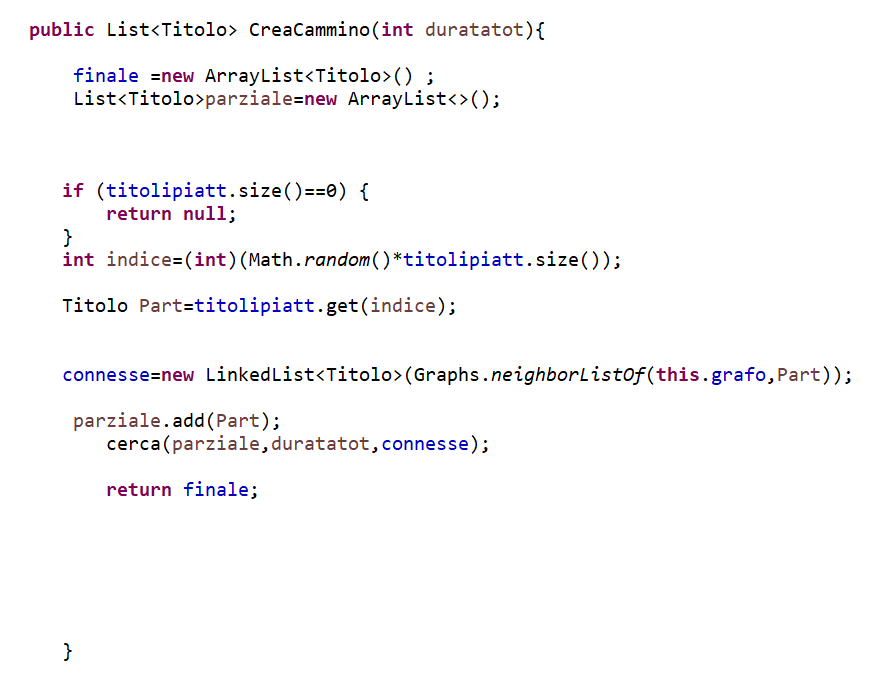 public List<Titolo> CreaCammino(int duratatot){
finale =new ArrayList<Titolo>() ;
List<Titolo>parziale=new ArrayList<>();
if (titolipiatt.size()==0) {
return null;
}
int indice=(int)(Math.random()*titolipiatt.size());
Titolo Part=titolipiatt.get(indice);
connesse=new LinkedList<Titolo>(Graphs.neighborListOf(this.grafo,Part));
parziale.add(Part);
cerca(parziale,duratatot,connesse);
return finale;
}